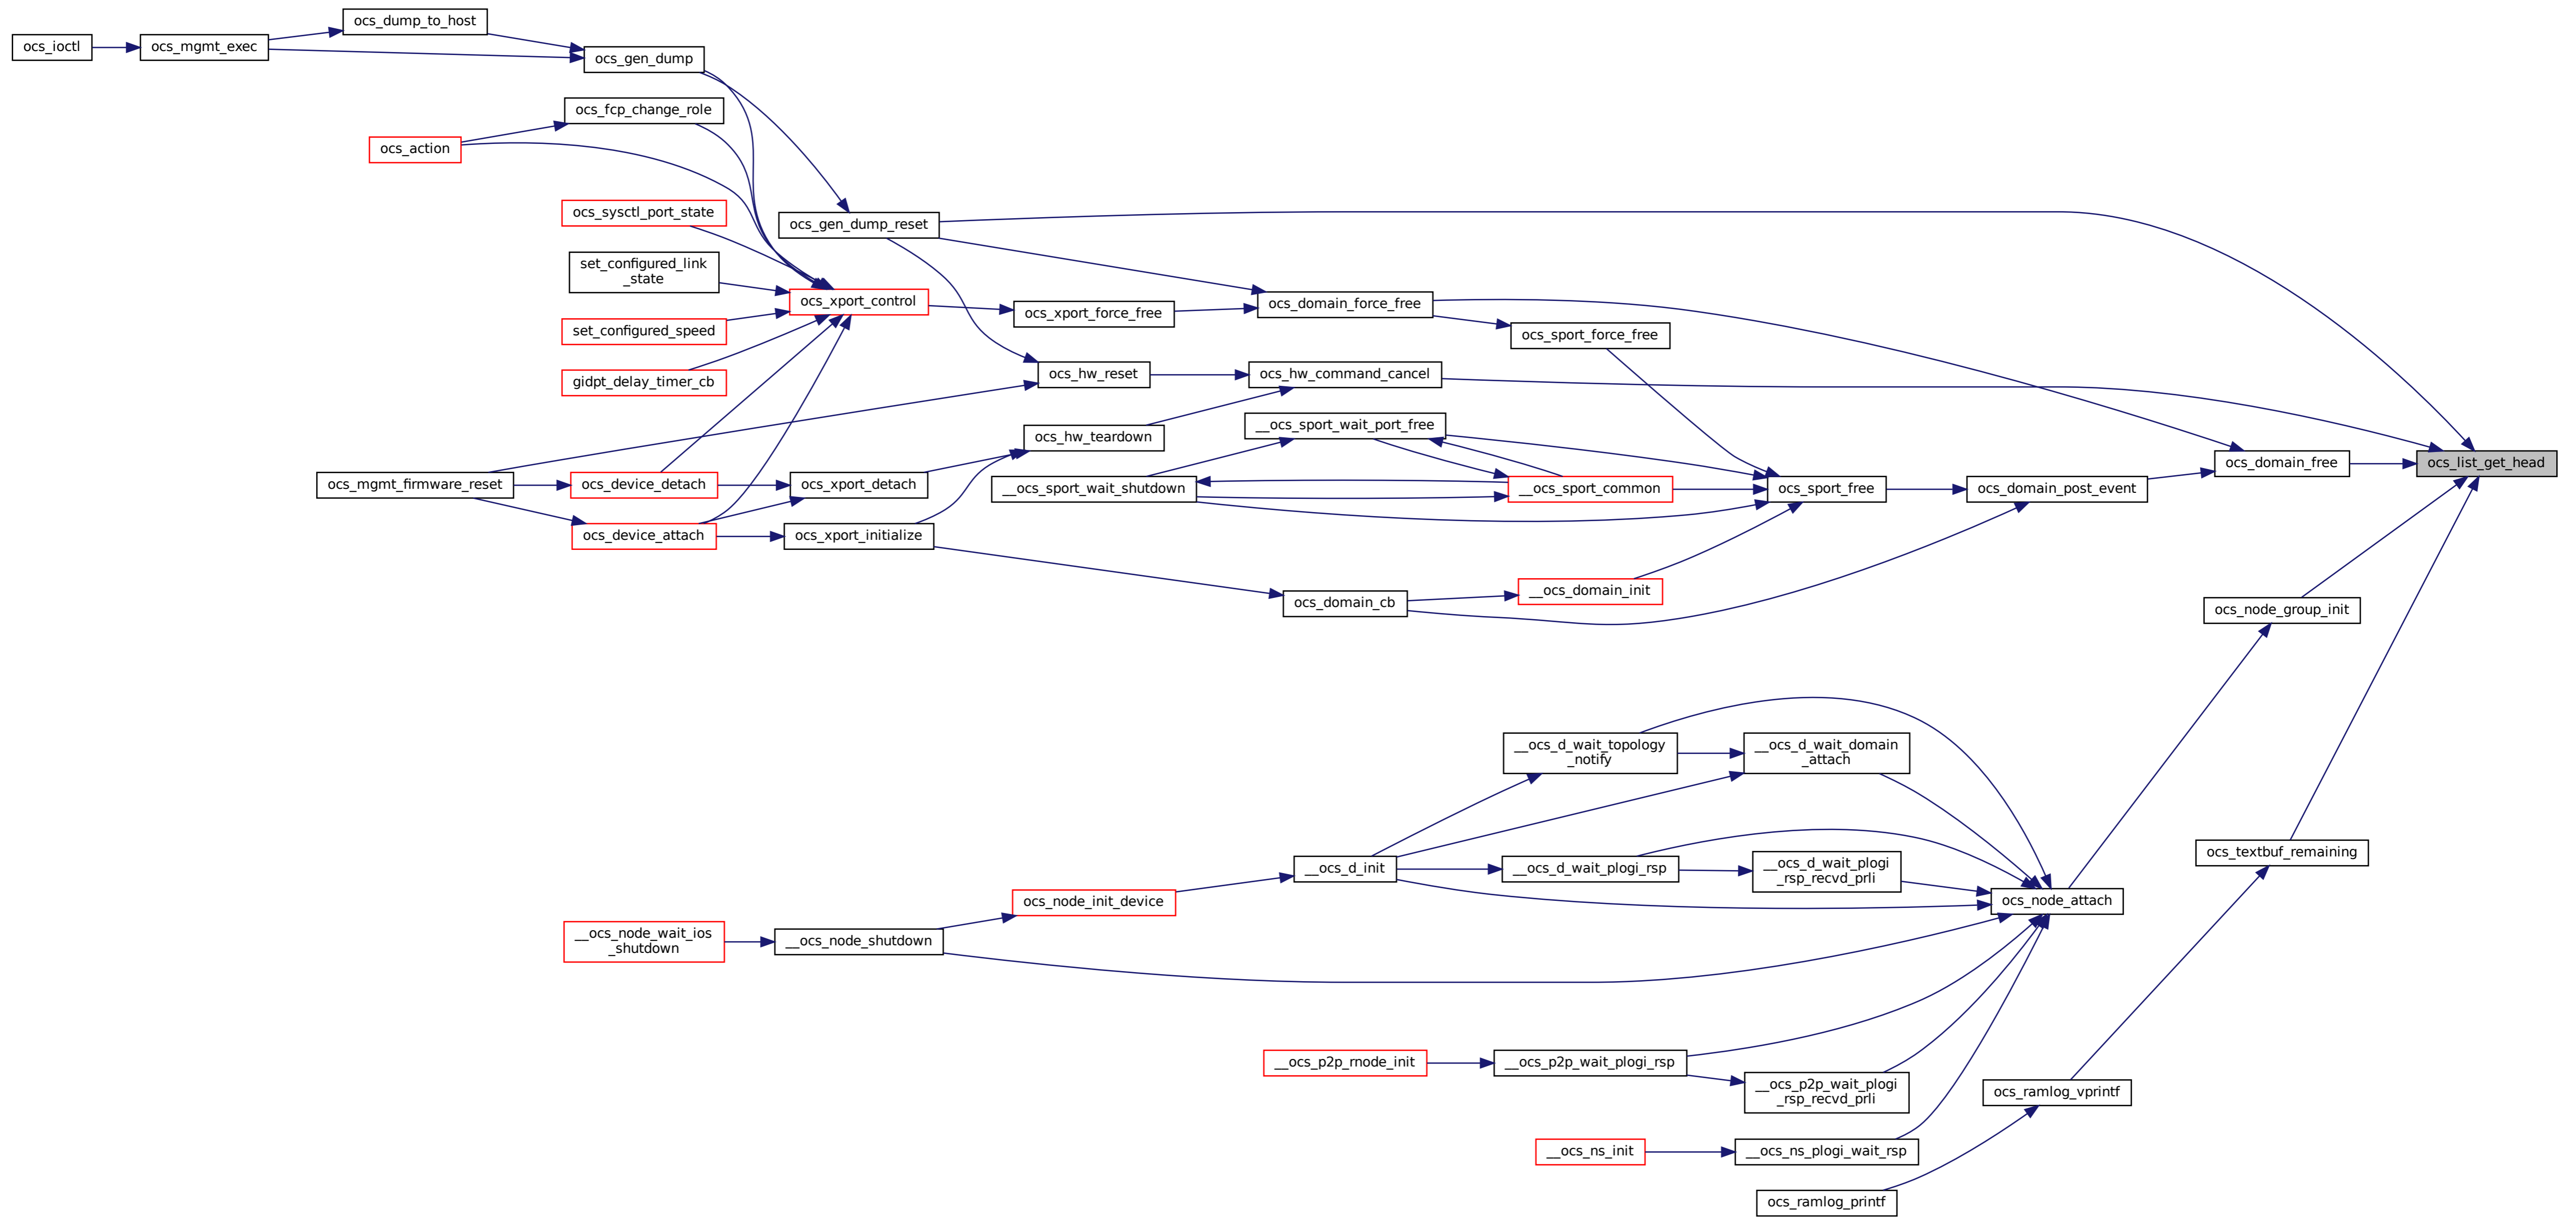 ocs_dump_to_host
ocs_ioctl
ocs_mgmt_exec
ocs_gen_dump
ocs_fcp_change_role
ocs_action
ocs_sysctl_port_state
ocs_gen_dump_reset
set_configured_link
_state
ocs_xport_control
ocs_domain_force_free
ocs_xport_force_free
set_configured_speed
ocs_sport_force_free
ocs_hw_reset
ocs_hw_command_cancel
gidpt_delay_timer_cb
__ocs_sport_wait_port_free
ocs_hw_teardown
ocs_domain_free
ocs_list_get_head
ocs_mgmt_firmware_reset
ocs_device_detach
ocs_xport_detach
__ocs_sport_wait_shutdown
__ocs_sport_common
ocs_sport_free
ocs_domain_post_event
ocs_device_attach
ocs_xport_initialize
__ocs_domain_init
ocs_domain_cb
ocs_node_group_init
__ocs_d_wait_topology
_notify
__ocs_d_wait_domain
_attach
ocs_textbuf_remaining
__ocs_d_init
__ocs_d_wait_plogi_rsp
__ocs_d_wait_plogi
_rsp_recvd_prli
ocs_node_init_device
ocs_node_attach
__ocs_node_wait_ios
_shutdown
__ocs_node_shutdown
__ocs_p2p_rnode_init
__ocs_p2p_wait_plogi_rsp
__ocs_p2p_wait_plogi
_rsp_recvd_prli
ocs_ramlog_vprintf
__ocs_ns_init
__ocs_ns_plogi_wait_rsp
ocs_ramlog_printf